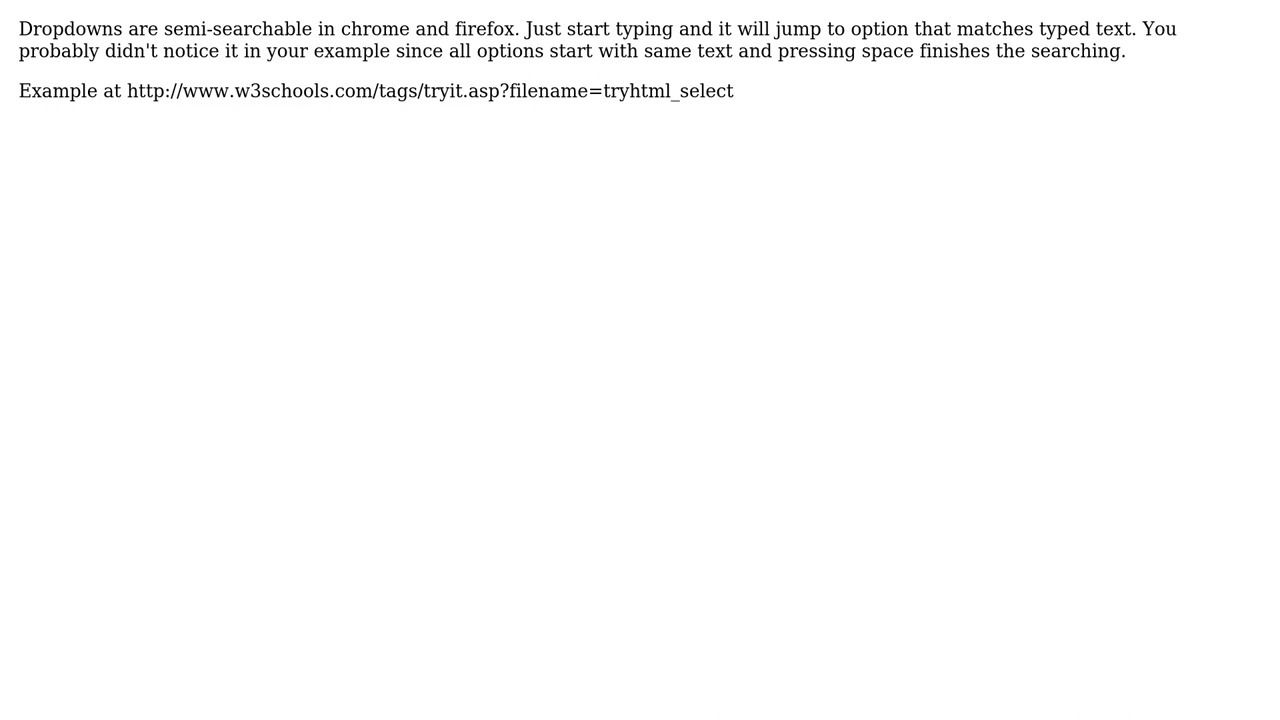 Dropdowns are semi-searchable in chrome and firefox. Just start typing and it will jump to option that matches typed text. You
probably didn't notice it in your example since all options start with same text and pressing space finishes the searching.
Example at http://www.w3schools.com/tags/tryit.asp?filename=tryhtml_select